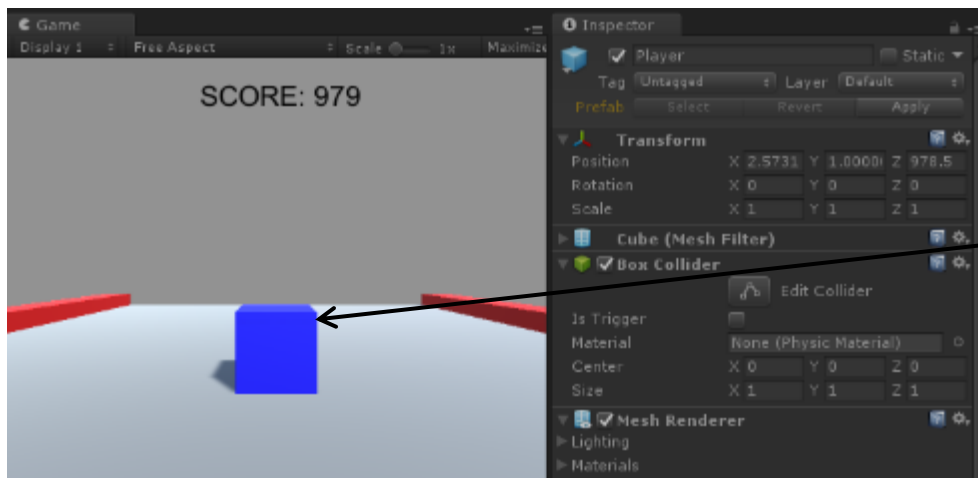 Game
Display 1 Free Aspect Scale 1x Maximize
SCORE: 979
Inspector
Player Static
Tag Untagged Layer Default
Prefab Select Revert Apply
Transform
Position X 2.5731 Y 1.0000 Z 978.5
Rotation X 0 Y 0 Z 0
Scale X 1 Y 1 Z 1
Cube (Mesh Filter)
Box Collider
Edit Collider
Is Trigger
Material None (Physic Material)
Center X 0 Y 0 Z 0
Size X 1 Y 1 Z 1
Mesh Renderer
Lighting
Materials